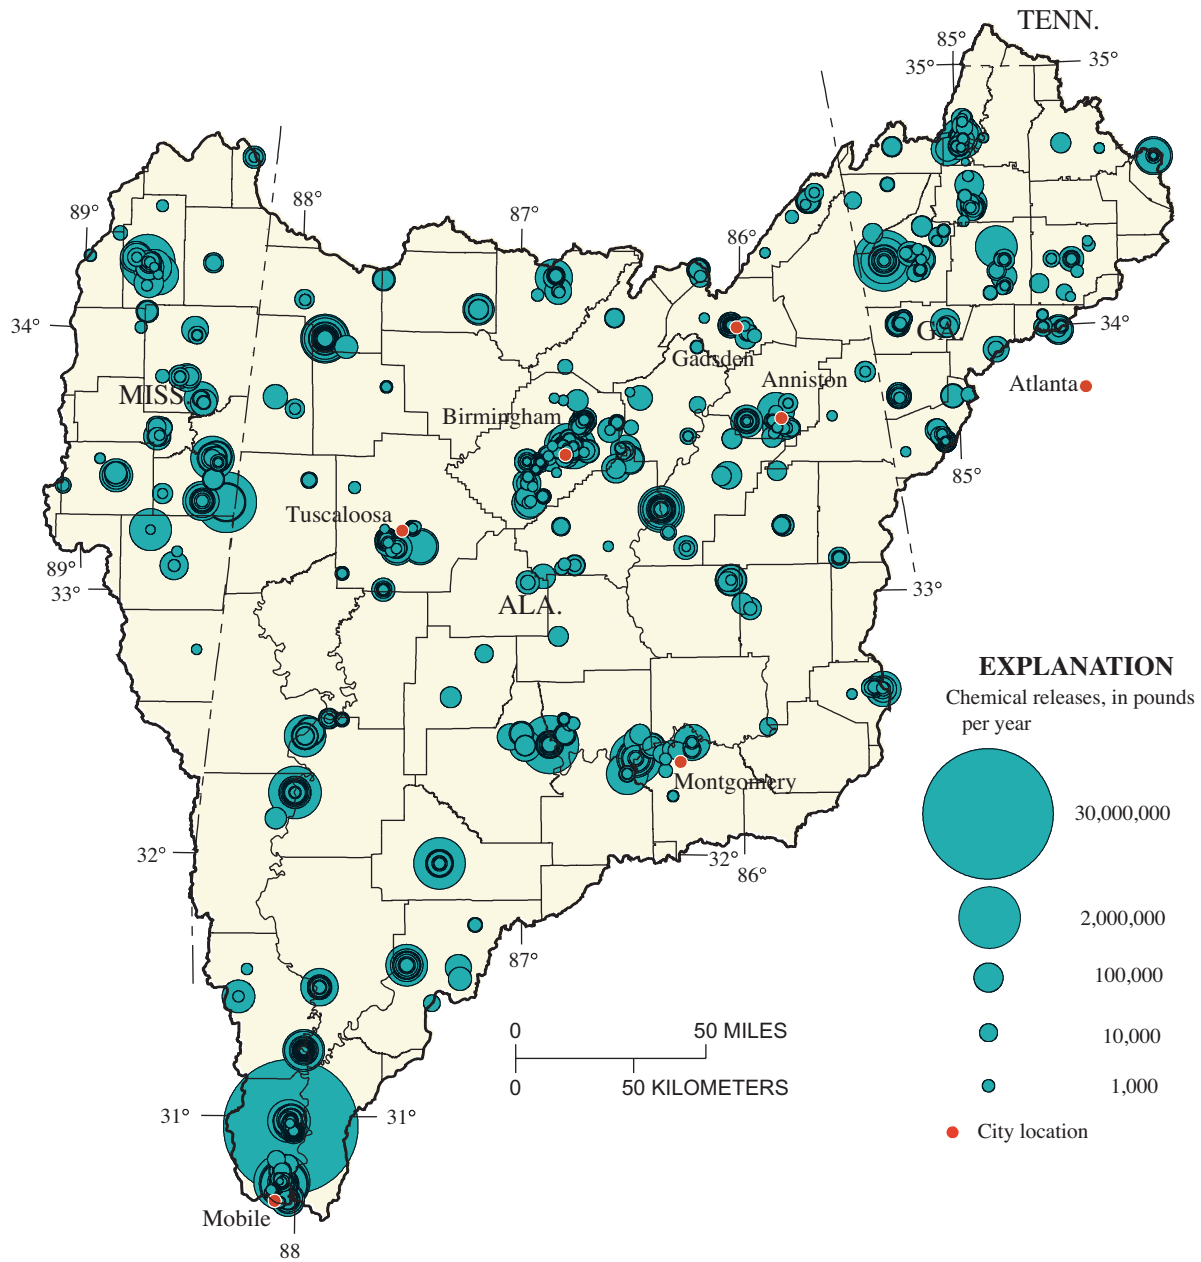 TENN.
85°
35°
35°
88°
89°
87°
86°
34°
34°
GA.
Gadsden
Atlanta
Anniston
MISS.
Birmingham
85°
Tuscaloosa
89°
33°
33°
ALA.
EXPLANATION
Chemical releases, in pounds
per year
Montgomery
30,000,000
32°
32°
86°
2,000,000
87°
100,000
0 50 MILES
10,000
0 50 KILOMETERS
1,000
31°
31°
City location
Mobile
88